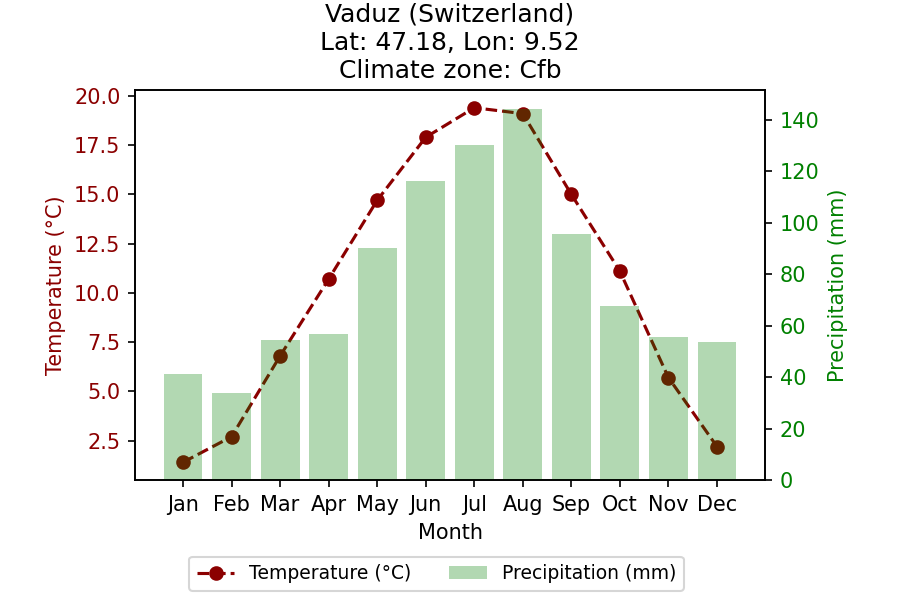 Vaduz (Switzerland)
Lat: 47.18, Lon: 9.52
Climate zone: Cfb
20.0
17.5
15.0
12.5
10.0
7.5
5.0
2.5
Temperature (°C)
140
120
100
80
60
40
20
0
Precipitation (mm)
Jan Feb Mar Apr May Jun Jul Aug Sep Oct Nov Dec
Month
Temperature (°C) Precipitation (mm)